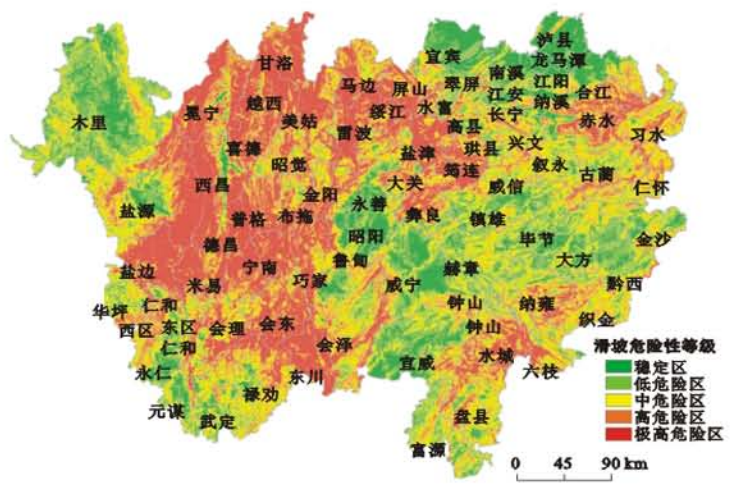 泸县
宜宾
龙马潭
甘洛
南溪
翠屏
江阳
马边
屏山
江安
纳溪
合江
越西
绥江
水富
长宁
赤水
冕宁
美姑
木里
雷波
高县
习水
喜德
珙县
兴文
昭觉
盐津
叙永
筠连
古蔺
西昌
大关
威信
仁怀
金阳
永善
盐源
普格
布拖
彝良
镇雄
昭阳
毕节
金沙
德昌
鲁甸
大方
盐边
宁南
威宁
赫章
巧家
黔西
米易
华坪
仁和
钟山
纳雍
西区
东区
会理
会东
钟山
织金
仁和
会泽
水城
宜威
六枝
永仁
东川
禄劝
元谋
武定
盘县
富源
滑坡危险性等级
稳定区
低危险区
中危险区
高危险区
极高危险区
0 45 90 km